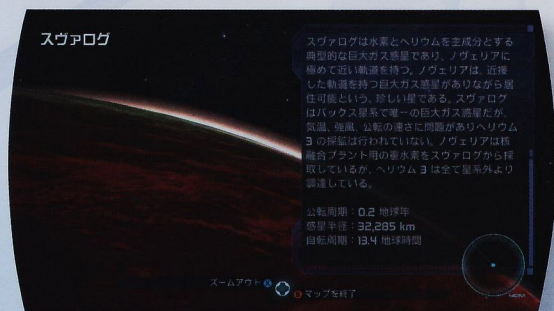 スヴァログ
スヴァログは水素とヘリウムを主成分とする
典型的な巨大ガス惑星であり、ノヴェリアに
極めて近い軌道を持つ。ノヴェリアは、近接
した軌道を持つ巨大ガス惑星がありながら居
住可能という、珍しい星である。スヴァログ
はパックス星系で唯一の巨大ガス惑星だが、
気温、強風、公転の速さに問題がありヘリウム
3 の採鉱は行われていない。ノヴェリアは核
融合プラント用の重水素をスヴァログから採
取しているが、ヘリウム 3 は全て星系外より
調達している。
公転周期：0.2 地球年
惑星半径：32,285 km
自転周期：13.4 地球時間
ズームアウト
マップを終了